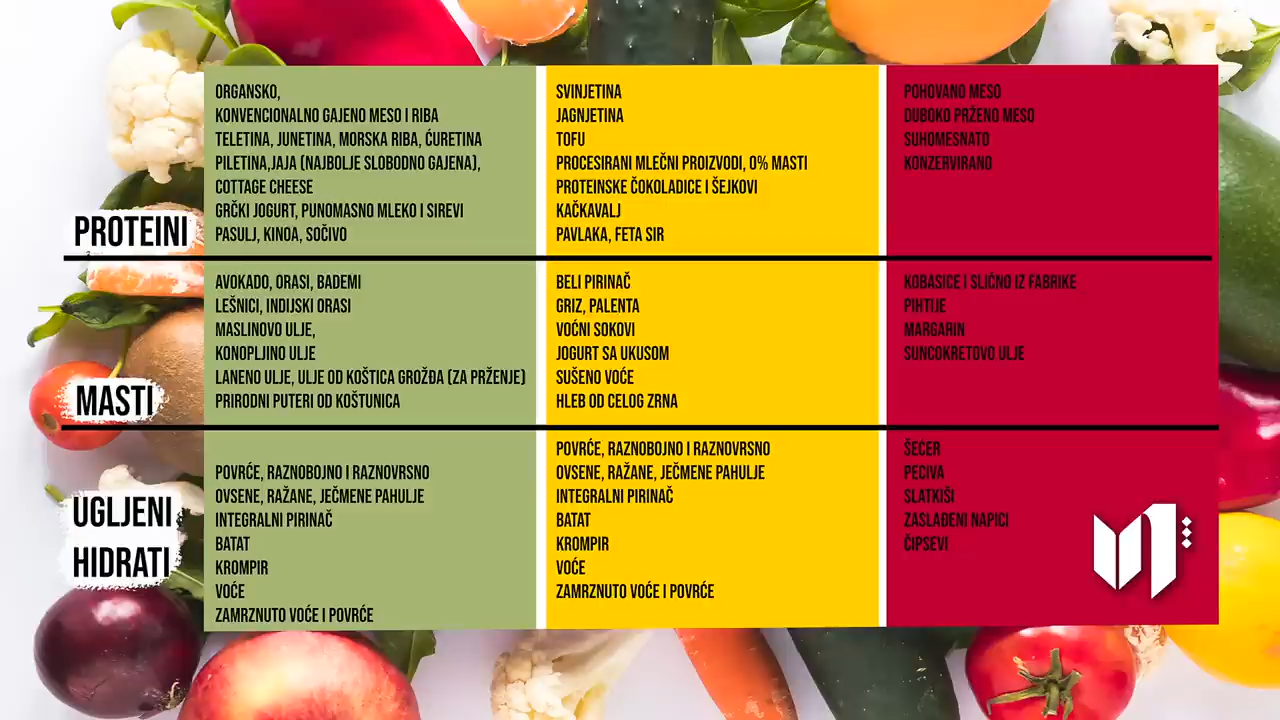 PROTEINI
ORGANSKO,
KONVENCIONALNO GAJENO MESO I RIBA
TELETINA, JUNETINA, MORSKA RIBA, ĆURETINA
PILETINA,JAJA (NAJBOLJE SLOBODNO GAJENA),
COTTAGE CHEESE
GRČKI JOGURT, PUNOMASNO MLEKO I SIREVI
PASULJ, KINOA, SOČIVO
SVINJETINA
JAGNJETINA
TOFU
PROCESIRANI MLEČNI PROIZVODI, 0% MASTI
PROTEINSKE ČOKOLADICE I ŠEJKOVI
KAČKAVALJ
PAVLAKA, FETA SIR
POHOVANO MESO
DUBOKO PRŽENO MESO
SUHOMESNATO
KONZERVIRANO
MASTI
AVOKADO, ORASI, BADEMI
LEŠNICI, INDIJSKI ORASI
MASLINOVO ULJE,
KONOPLJINO ULJE
LANENO ULJE, ULJE OD KOŠTICA GROŽĐA (ZA PRŽENJE)
PRIRODNI PUTERI OD KOŠTUNICA
BELI PIRINAČ
GRIZ, PALENTA
VOĆNI SOKOVI
JOGURT SA UKUSOM
SUŠENO VOĆE
HLEB OD CELOG ZRNA
KOBASICE I SLIČNO IZ FABRIKE
PIHTIJE
MARGARIN
SUNCOKRETOVO ULJE
UGLJENI
HIDRATI
POVRĆE, RAZNOBOJNO I RAZNOVRSNO
OVSENE, RAŽANE, JEČMENE PAHULJE
INTEGRALNI PIRINAČ
BATAT
KROMPIR
VOĆE
ZAMRZNUTO VOĆE I POVRĆE
POVRĆE, RAZNOBOJNO I RAZNOVRSNO
OVSENE, RAŽANE, JEČMENE PAHULJE
INTEGRALNI PIRINAČ
BATAT
KROMPIR
VOĆE
ZAMRZNUTO VOĆE I POVRĆE
ŠEĆER
PECIVA
SLATKIŠI
ZASLAĐENI NAPICI
ČIPSEVI